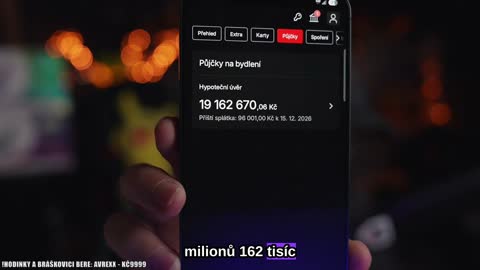 Přehled Extra Karty Půjčky Spoření
Půjčky na bydlení
Hypoteční úvěr
19 162 670,06 Kč
Příští splátka: 96 001,00 Kč k 15. 12. 2026
milionů 162 tisíc
!HODINKY A BRÁŠKOVICI BERE: AVREXX - KČ9999